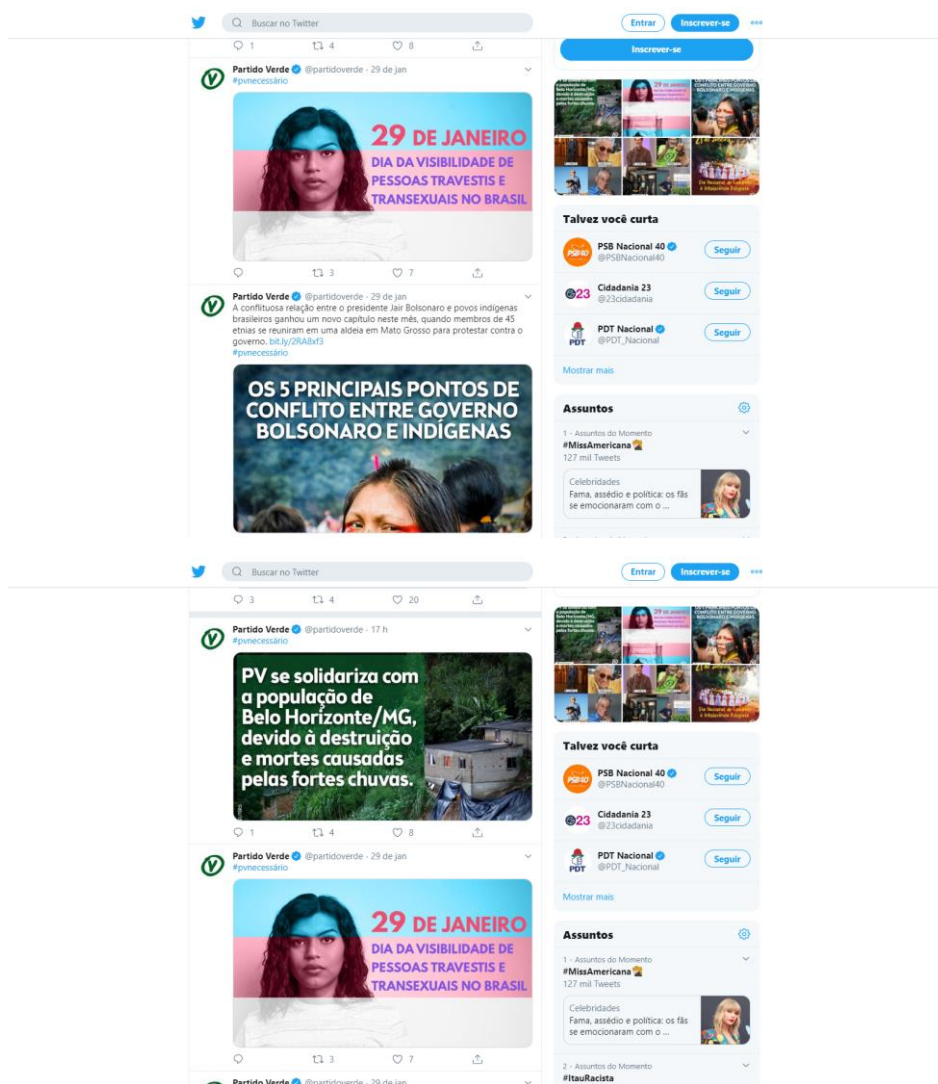 Buscar no Twitter
Entrar
Inscrever-se
1 4 8
Inscrever-se
Partido Verde @partidoverde · 29 de jan
#pvnecessário
29 DE JANEIRO
DIA DA VISIBILIDADE DE
PESSOAS TRAVESTIS E
TRANSEXUAIS NO BRASIL
3 7
Partido Verde @partidoverde · 29 de jan
A conflituosa relação entre o presidente Jair Bolsonaro e povos indígenas
brasileiros ganhou um novo capítulo neste mês, quando membros de 45
etnias se reuniram em uma aldeia em Mato Grosso para protestar contra o
governo. bit.ly/2RA8xf3
#pvnecessário
OS 5 PRINCIPAIS PONTOS DE
CONFLITO ENTRE GOVERNO
BOLSONARO E INDÍGENAS
Talvez você curta
PSB Nacional 40
@PSBNacional40
Seguir
Cidadania 23
@23cidadania
Seguir
PDT Nacional
@PDT_Nacional
Seguir
Mostrar mais
Assuntos
1 · Assuntos do Momento
#MissAmericana
127 mil Tweets
Celebridades
Fama, assédio e política: os fãs
se emocionaram com o ...
Buscar no Twitter
Entrar
Inscrever-se
3 4 20
Partido Verde @partidoverde · 17 h
#pvnecessário
PV se solidariza com
a população de
Belo Horizonte/MG,
devido à destruição
e mortes causadas
pelas fortes chuvas.
1 4 8
Partido Verde @partidoverde · 29 de jan
#pvnecessário
29 DE JANEIRO
DIA DA VISIBILIDADE DE
PESSOAS TRAVESTIS E
TRANSEXUAIS NO BRASIL
3 7
Partido Verde @partidoverde · 29 de jan
Talvez você curta
PSB Nacional 40
@PSBNacional40
Seguir
Cidadania 23
@23cidadania
Seguir
PDT Nacional
@PDT_Nacional
Seguir
Mostrar mais
Assuntos
1 · Assuntos do Momento
#MissAmericana
127 mil Tweets
Celebridades
Fama, assédio e política: os fãs
se emocionaram com o ...
2 · Assuntos do Momento
#ItauRacista